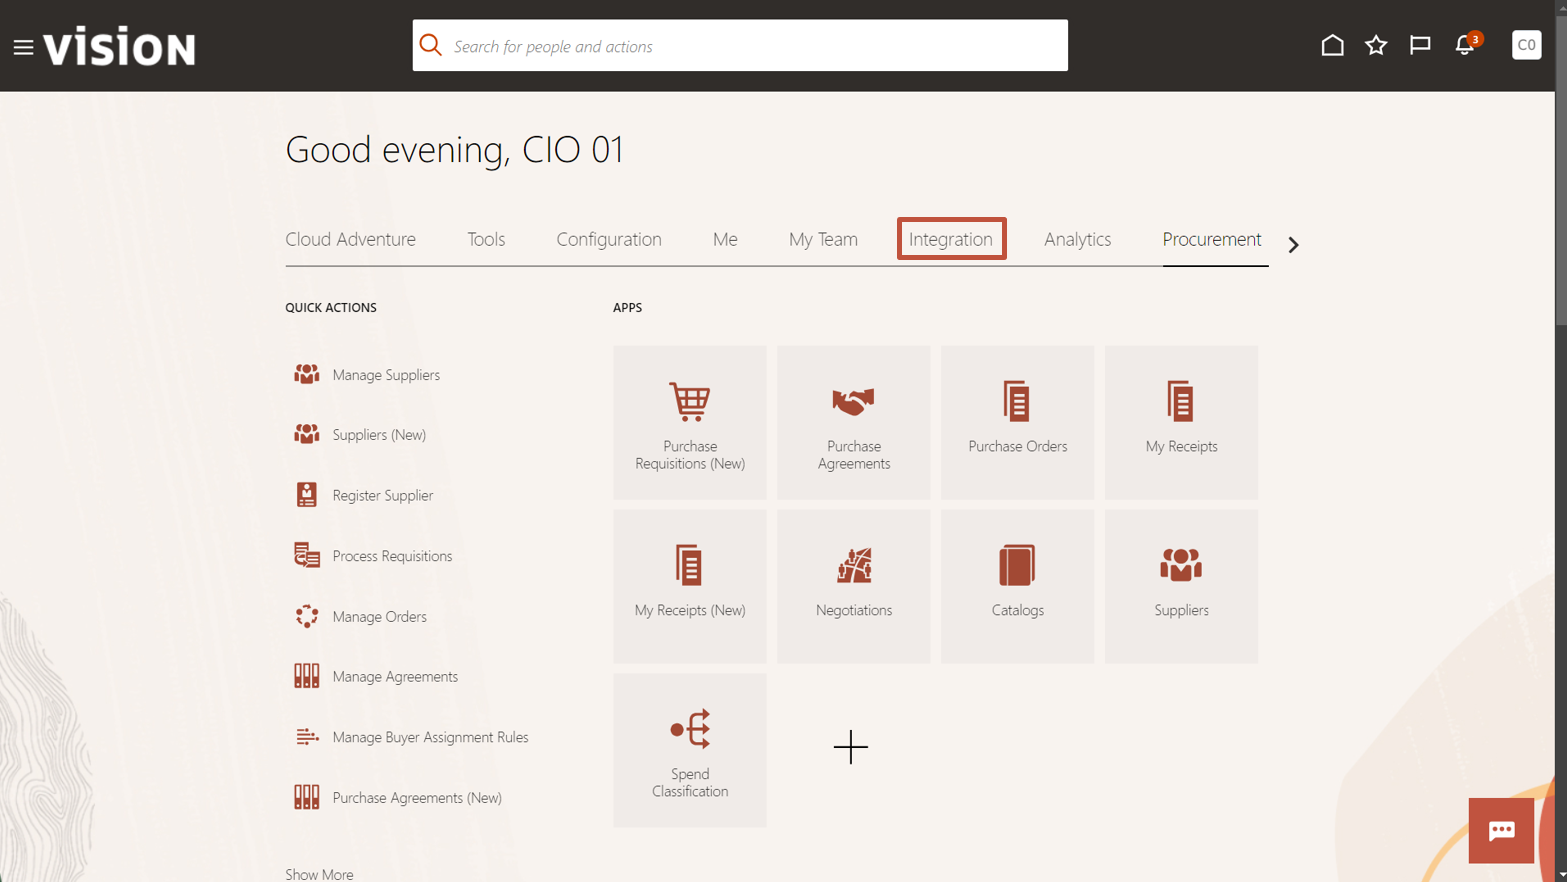 vision
Search for people and actions
3
C0
Good evening, CIO 01
Cloud Adventure
Tools
Configuration
Me
My Team
Integration
Analytics
Procurement
QUICK ACTIONS
Manage Suppliers
Suppliers (New)
Register Supplier
Process Requisitions
Manage Orders
Manage Agreements
Manage Buyer Assignment Rules
Purchase Agreements (New)
Show More
APPS
Purchase
Requisitions (New)
Purchase
Agreements
Purchase Orders
My Receipts
My Receipts (New)
Negotiations
Catalogs
Suppliers
Spend
Classification